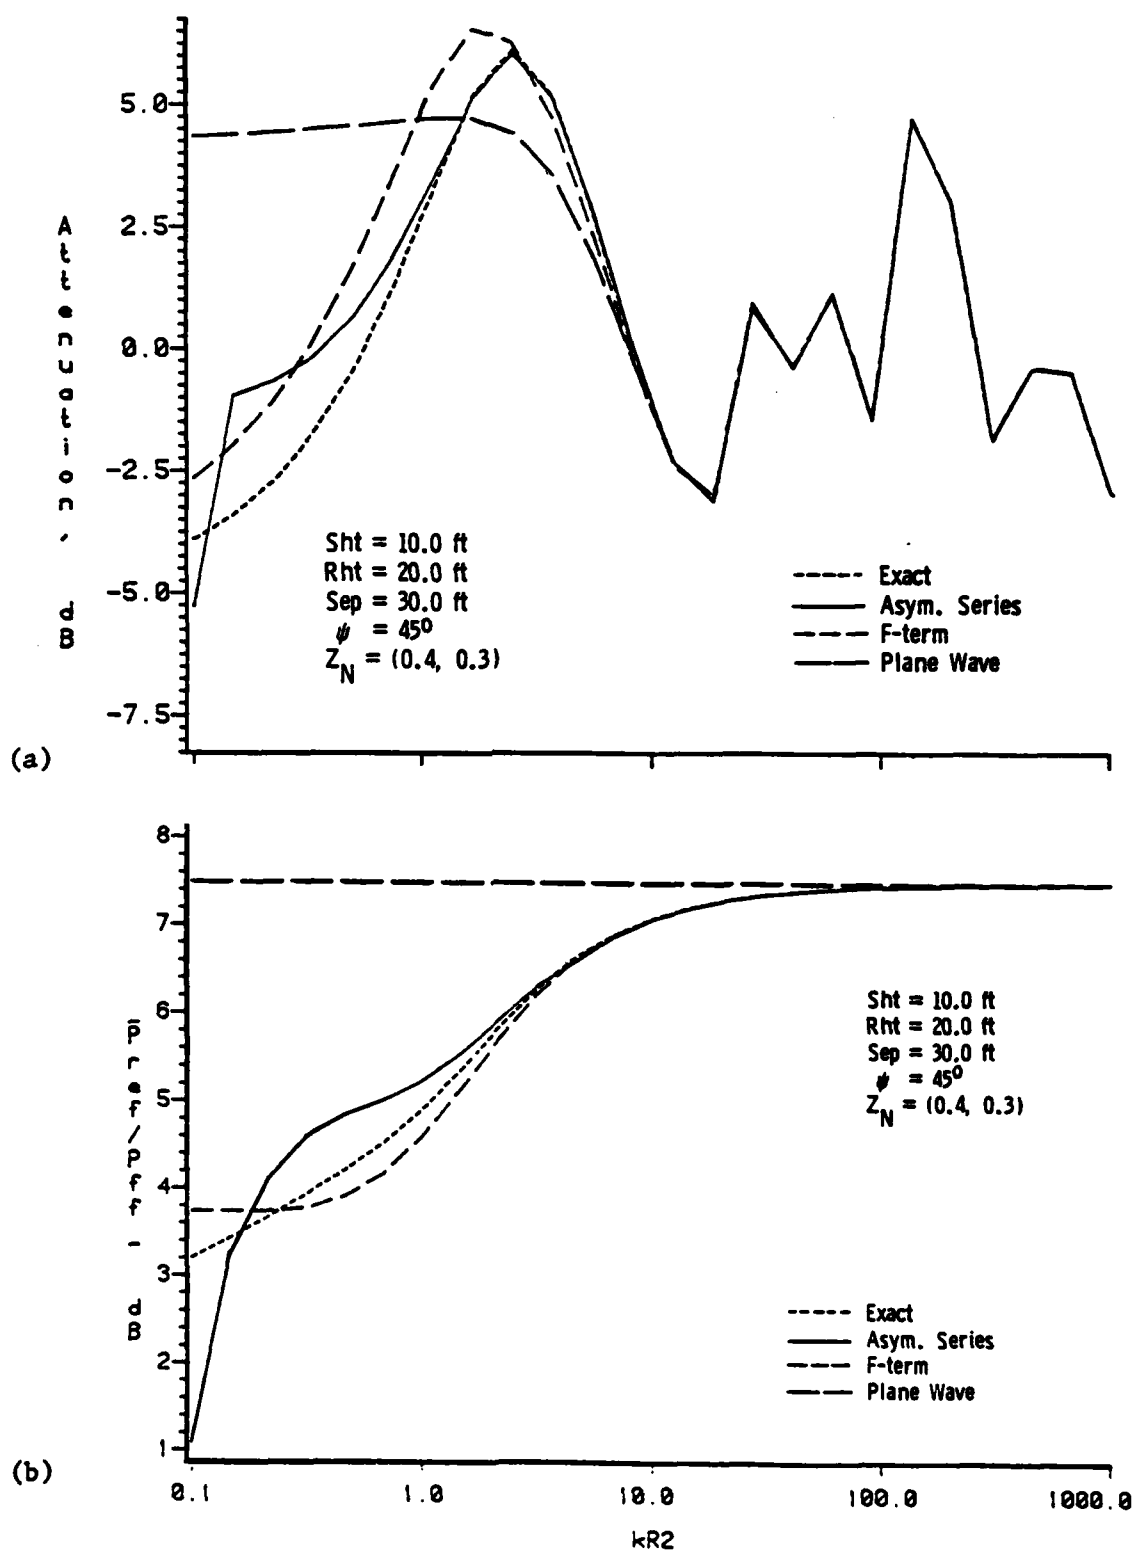 5.0
2.5
0.0
-2.5
-5.0
-7.5
Attenuation, dB
Sht = 10.0 ft
Rht = 20.0 ft
Sep = 30.0 ft
ψ = 45⁰
Z_N = (0.4, 0.3)
Exact
Asym. Series
F-term
Plane Wave
(a)
8
7
6
5
4
3
2
1
p̄ref/pff - dB
Sht = 10.0 ft
Rht = 20.0 ft
Sep = 30.0 ft
ψ = 45⁰
Z_N = (0.4, 0.3)
Exact
Asym. Series
F-term
Plane Wave
(b)
0.1 1.0 10.0 100.0 1000.0
kR2